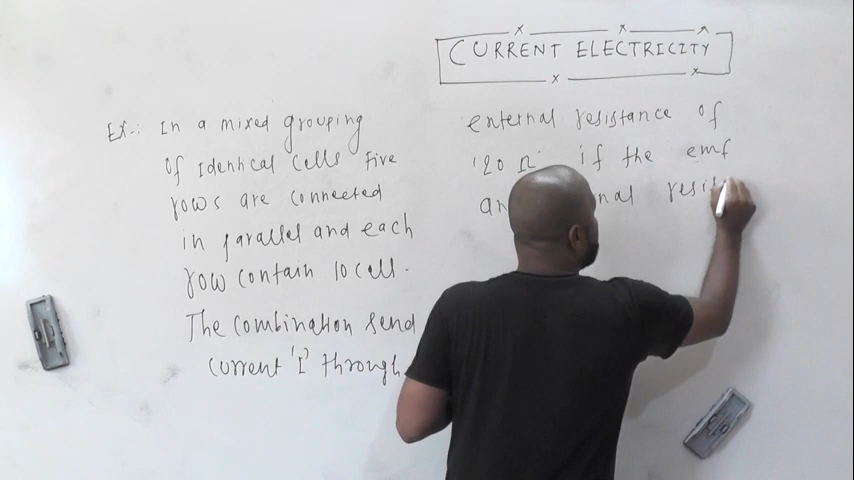 CURRENT ELECTRICITY
Ex.: In a mixed grouping
of identical cells five
rows are connected
in parallel and each
row contain 10 cell.
The combination send
current 'I' through
external resistance of
'20 Ω' if the emf